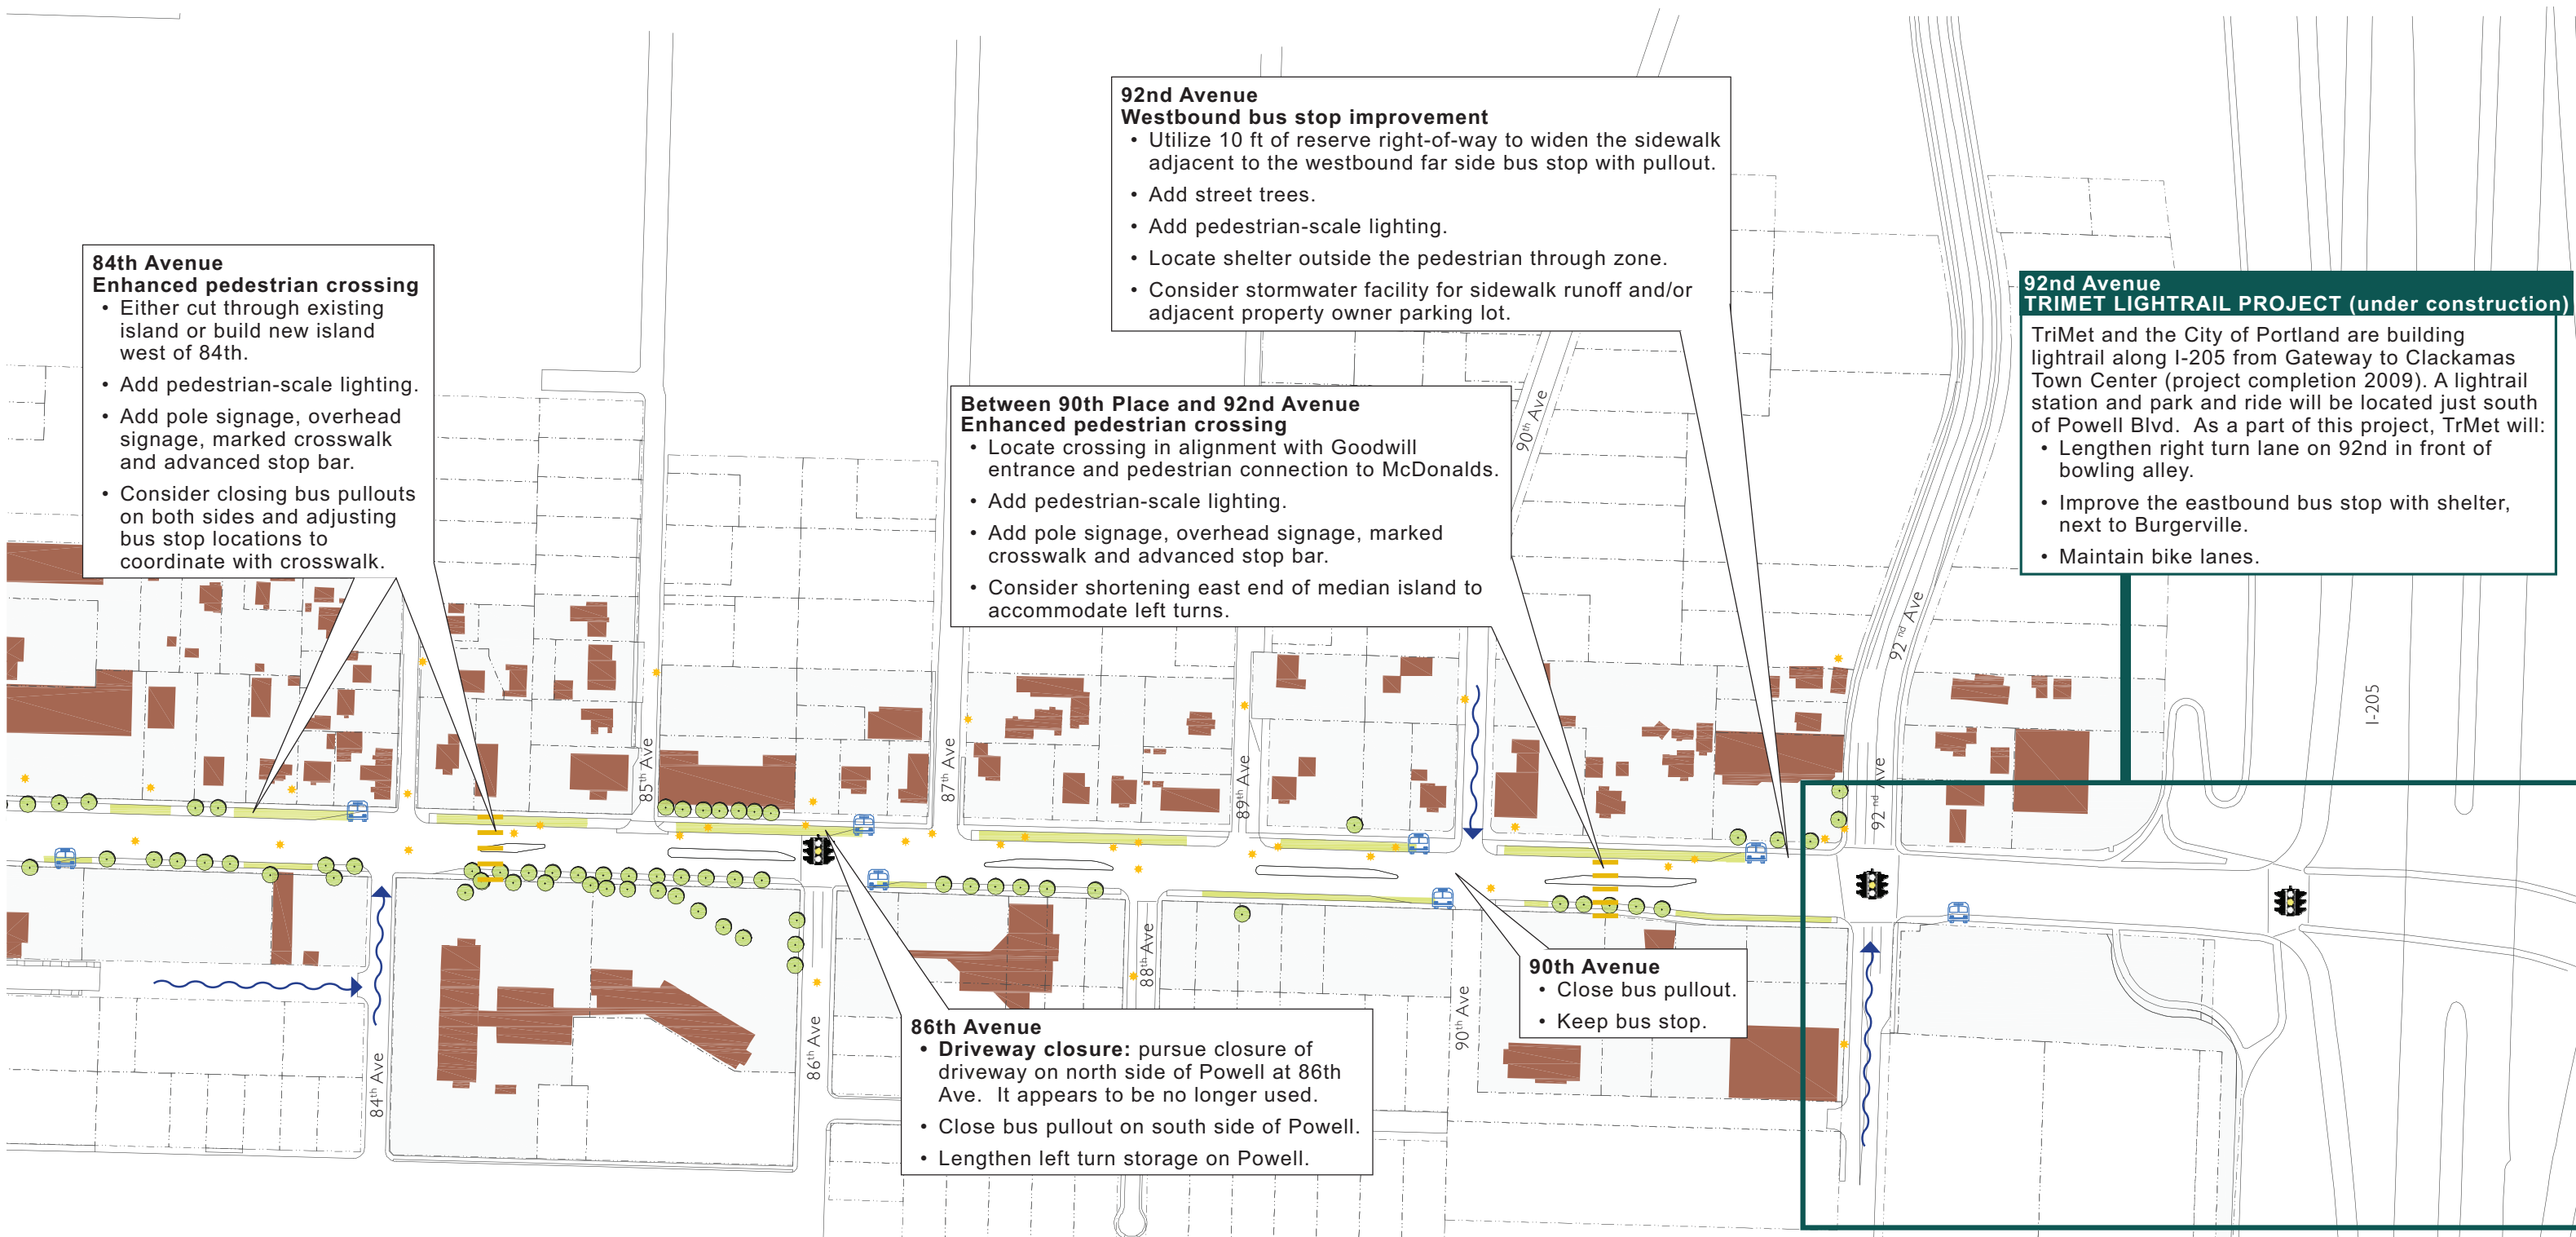 92nd Avenue
Westbound bus stop improvement
• Utilize 10 ft of reserve right-of-way to widen the sidewalk
adjacent to the westbound far side bus stop with pullout.
• Add street trees.
• Add pedestrian-scale lighting.
• Locate shelter outside the pedestrian through zone.
• Consider stormwater facility for sidewalk runoff and/or
adjacent property owner parking lot.
84th Avenue
Enhanced pedestrian crossing
• Either cut through existing
island or build new island
west of 84th.
• Add pedestrian-scale lighting.
• Add pole signage, overhead
signage, marked crosswalk
and advanced stop bar.
• Consider closing bus pullouts
on both sides and adjusting
bus stop locations to
coordinate with crosswalk.
92nd Avenue
TRIMET LIGHTRAIL PROJECT (under construction)
TriMet and the City of Portland are building
lightrail along I-205 from Gateway to Clackamas
Town Center (project completion 2009). A lightrail
station and park and ride will be located just south
of Powell Blvd. As a part of this project, TrMet will:
• Lengthen right turn lane on 92nd in front of
bowling alley.
• Improve the eastbound bus stop with shelter,
next to Burgerville.
• Maintain bike lanes.
Between 90th Place and 92nd Avenue
Enhanced pedestrian crossing
• Locate crossing in alignment with Goodwill
entrance and pedestrian connection to McDonalds.
• Add pedestrian-scale lighting.
• Add pole signage, overhead signage, marked
crosswalk and advanced stop bar.
• Consider shortening east end of median island to
accommodate left turns.
90th Ave
92nd Ave
I-205
85th Ave
87th Ave
89th Ave
92nd Ave
84th Ave
86th Ave
88th Ave
90th Ave
90th Avenue
• Close bus pullout.
• Keep bus stop.
86th Avenue
• Driveway closure: pursue closure of
driveway on north side of Powell at 86th
Ave. It appears to be no longer used.
• Close bus pullout on south side of Powell.
• Lengthen left turn storage on Powell.